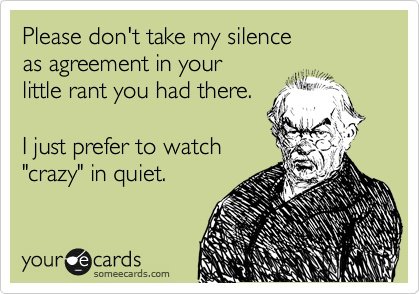 Please don't take my silence
as agreement in your
little rant you had there.
I just prefer to watch
"crazy" in quiet.
your e cards
someecards.com